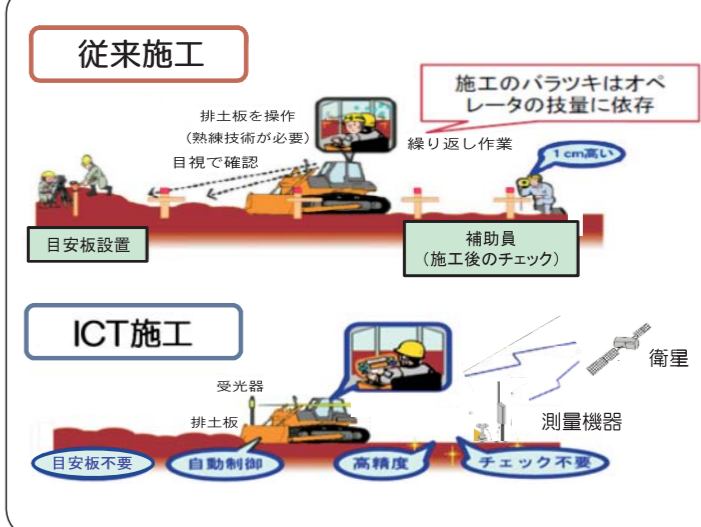 従来施工
施工のバラツキはオペ
レータの技量に依存
排土板を操作
(熟練技術が必要)
繰り返し作業
目視で確認
1cm高い
目安板設置
補助員
(施工後のチェック)
ICT施工
衛星
受光器
排土板
測量機器
目安板不要
自動制御
高精度
チェック不要